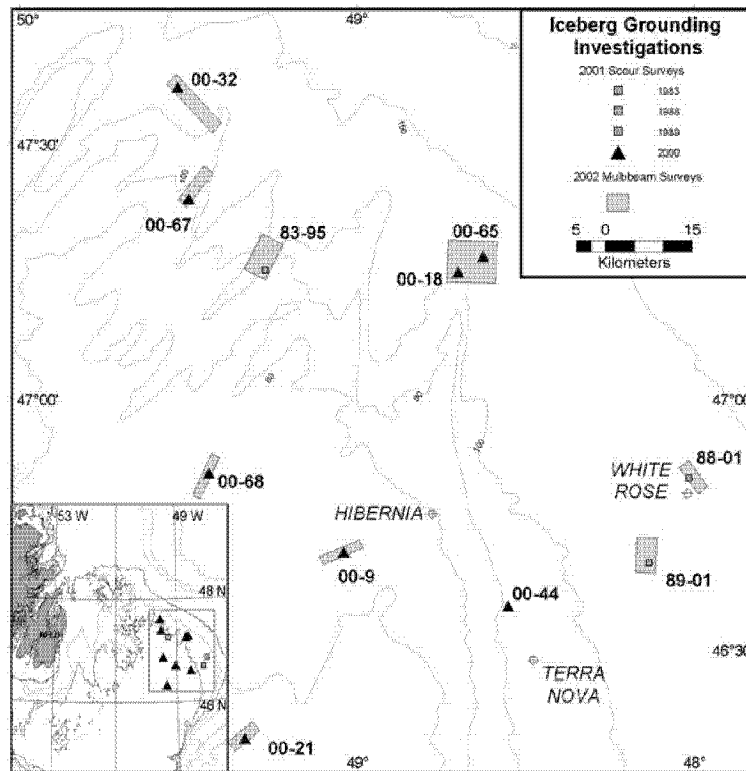 50°
49°
Iceberg Grounding
Investigations
2001 Scour Surveys
1983
1988
1989
2000
2002 Multibeam Surveys
5 0 15
Kilometers
00-32
47°30'
00-67
83-95
00-65
00-18
80
80
100
47°00'
47°00'
88-01
WHITE
ROSE
00-68
HIBERNIA
53 W
49 W
00-9
89-01
00-44
48 N
46°30'
TERRA
NOVA
46 N
00-21
49°
48°